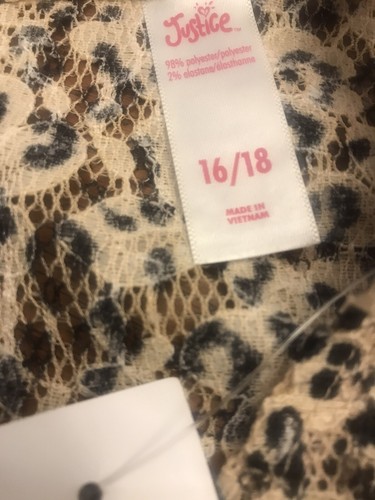 Justice
98% polyester/polyester
2% elastane/élasthanne
16/18
MADE IN
VIETNAM